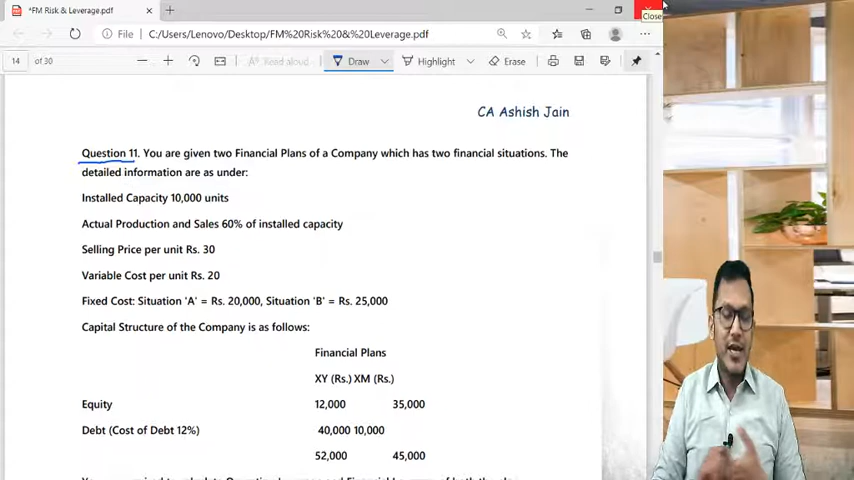 *FM Risk & Leverage.pdf
Close
File C:/Users/Lenovo/Desktop/FM%20Risk%20&%20Leverage.pdf
14 of 30
Read aloud Draw Highlight Erase
CA Ashish Jain
Question 11. You are given two Financial Plans of a Company which has two financial situations. The
detailed information are as under:
Installed Capacity 10,000 units
Actual Production and Sales 60% of installed capacity
Selling Price per unit Rs. 30
Variable Cost per unit Rs. 20
Fixed Cost: Situation 'A' = Rs. 20,000, Situation 'B' = Rs. 25,000
Capital Structure of the Company is as follows:
Financial Plans
XY (Rs.) XM (Rs.)
Equity 12,000 35,000
Debt (Cost of Debt 12%) 40,000 10,000
52,000 45,000